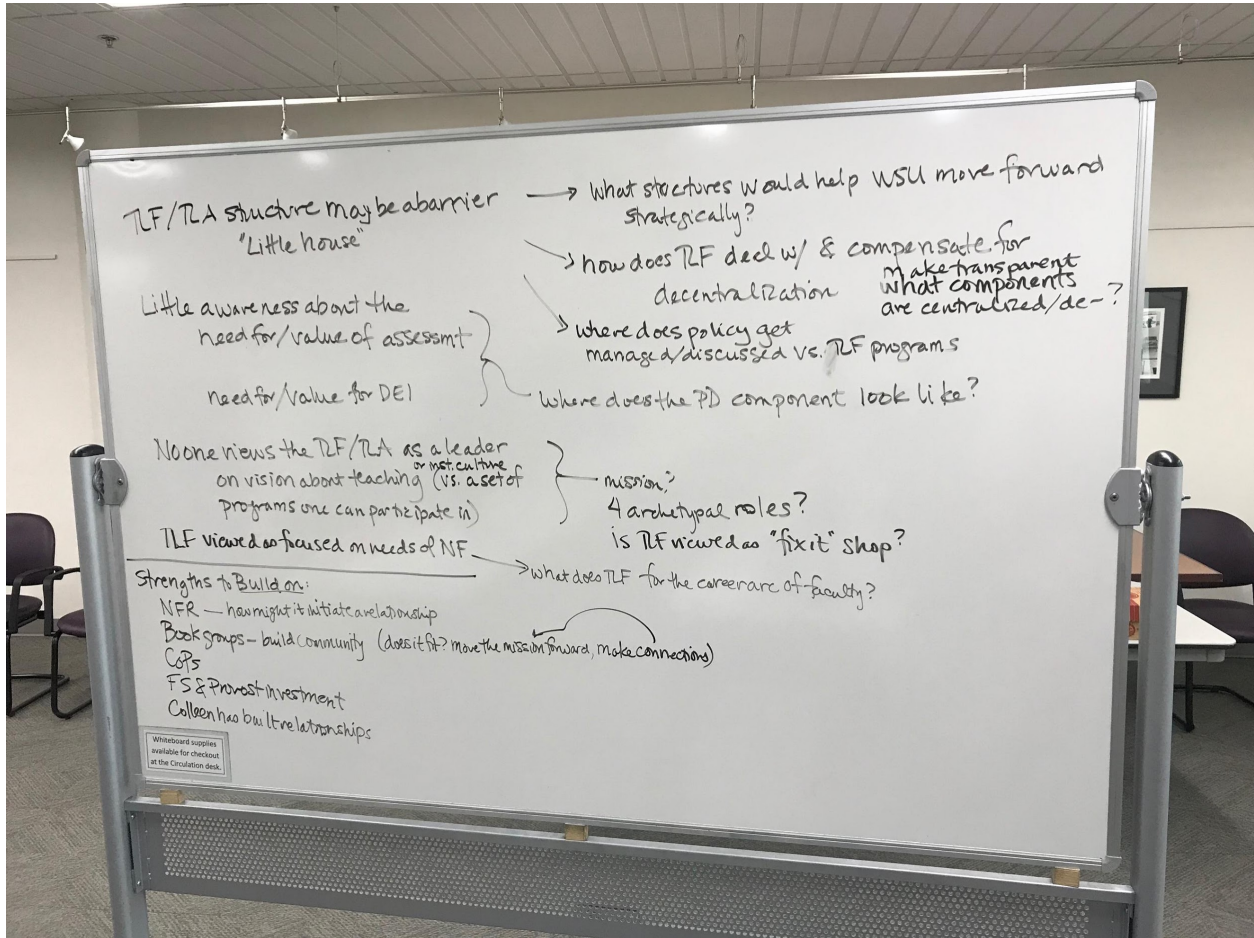 TLF/TLA structure may be a barrier
"Little house"
→ What structures would help WSU move forward
strategically?
→ how does TLF deal w/ & compensate for
decentralization
make transparent
what components
are centralized/de-?
→ where does policy get
managed/discussed vs. TLF programs
Little awareness about the
need for/value of assessmt
need for/value for DEI
Where does the PD component look like?
No one views the TLF/TLA as a leader
on vision about teaching or inst. culture (vs. a set of
programs one can participate in)
mission?
4 archetypal roles?
is TLF viewed as "fixit" shop?
TLF viewed as focused on needs of NF
→ what does TLF for the career arc of faculty?
Strengths to Build on:
NFR — how might it initiate a relationship
Book groups – build community (does it fit? move the mission forward, make connections)
CoPs
FS & Provost investment
Colleen has built relationships
Whiteboard supplies
available for checkout
at the Circulation desk.